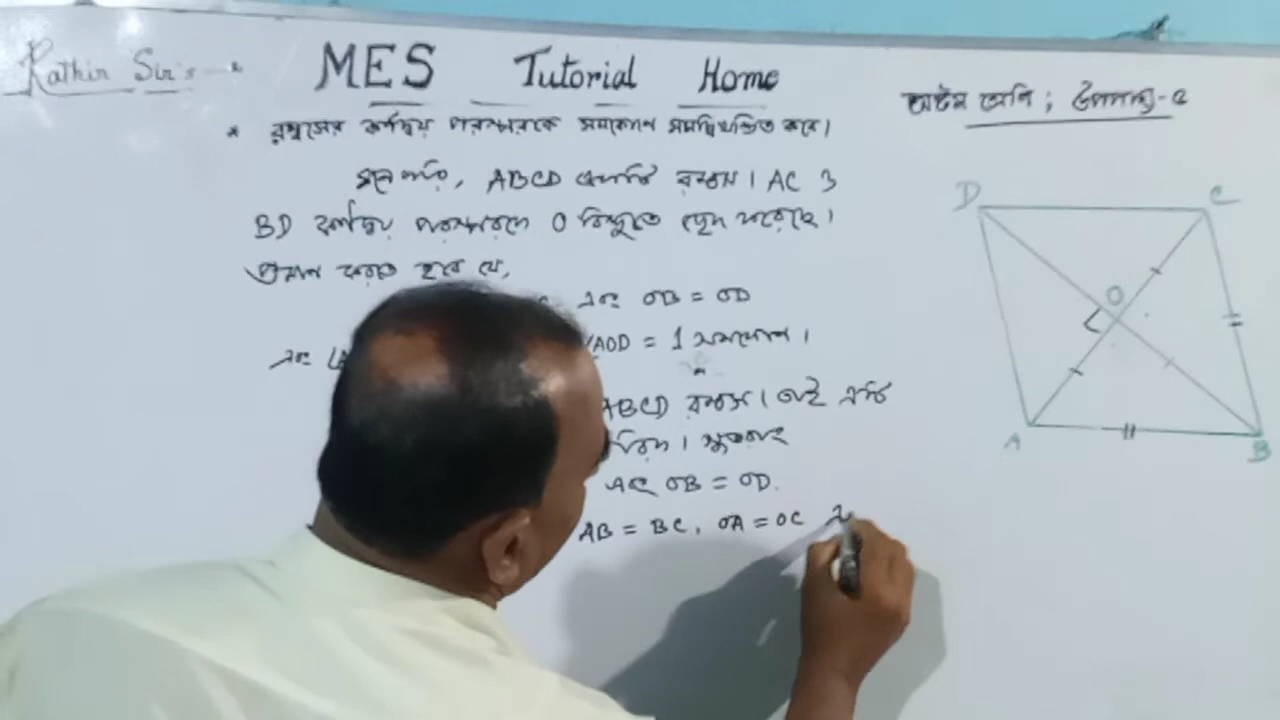 Rathin Sir's
MES Tutorial Home
অষ্টম শ্রেণি ; উপপাদ্য-৫
* রম্বসের কর্ণদ্বয় পরস্পরকে সমকোণে সমদ্বিখণ্ডিত করে।
মনে করি, ABCD একটি রম্বস। AC ও
BD কর্ণদ্বয় পরস্পরকে O বিন্দুতে ছেদ করেছে।
প্রমাণ করতে হবে যে,
এবং OB = OD
এবং ∠A
∠AOD = 1 সমকোণ।
ABCD রম্বস। তাই এটি
সুতরাং
এবং OB = OD.
AB = BC, OA = OC
D C
O
A B